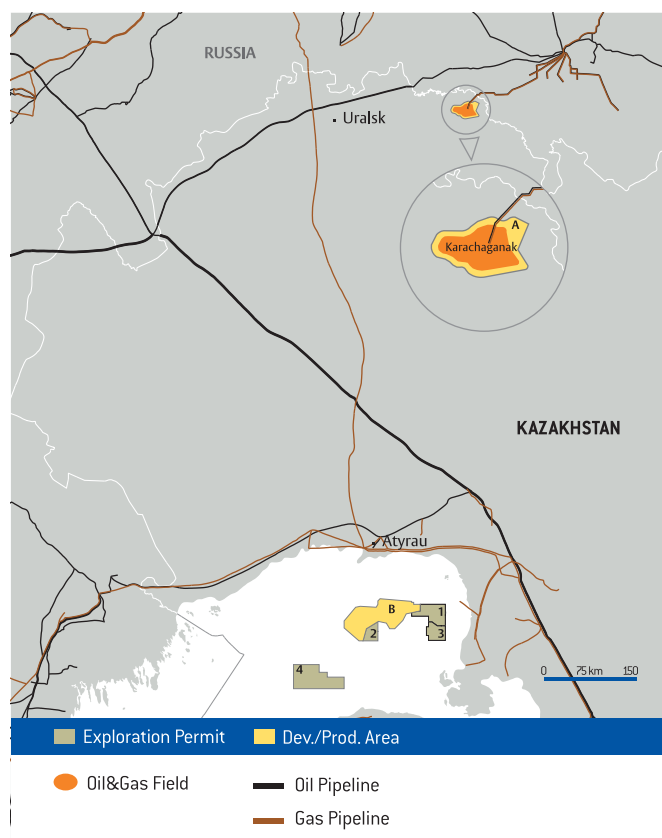 RUSSIA
Uralsk
A
Karachaganak
KAZAKHSTAN
Atyrau
B
1
2
3
4
0 75 km 150
Exploration Permit
Dev./Prod. Area
Oil&Gas Field
Oil Pipeline
Gas Pipeline